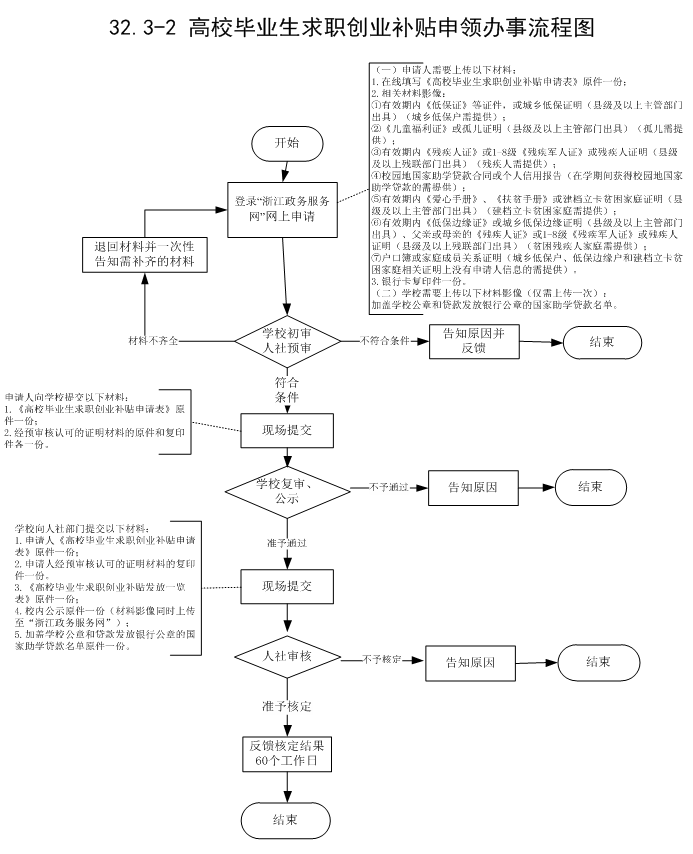 32.3-2 高校毕业生求职创业补贴申领办事流程图
（一）申请人需要上传以下材料：
1.在线填写《高校毕业生求职创业补贴申请表》原件一份；
2.相关材料影像：
①有效期内《低保证》等证件，或城乡低保证明（县级及以上主管部门
出具）（城乡低保户需提供）；
②《儿童福利证》或孤儿证明（县级及以上主管部门出具）（孤儿需提
供）；
③有效期内《残疾人证》或1-8级《残疾军人证》或残疾人证明（县级
及以上残联部门出具）（残疾人需提供）；
④校园地国家助学贷款合同或个人信用报告（在学期间获得校园地国家
助学贷款的需提供）；
⑤有效期内《爱心手册》、《扶贫手册》或建档立卡贫困家庭证明（县
级及以上主管部门出具）（建档立卡贫困家庭需提供）；
⑥有效期内《低保边缘证》或城乡低保边缘证明（县级及以上主管部门
出具）、父亲或母亲的《残疾人证》或1-8级《残疾军人证》或残疾人
证明（县级及以上残联部门出具）（贫困残疾人家庭需提供）；
⑦户口簿或家庭成员关系证明（城乡低保户、低保边缘户和建档立卡贫
困家庭相关证明上没有申请人信息的需提供）。
3.银行卡复印件一份。
（二）学校需要上传以下材料影像（仅需上传一次）：
加盖学校公章和贷款发放银行公章的国家助学贷款名单。
开始
登录“浙江政务服务
网”网上申请
退回材料并一次性
告知需补齐的材料
材料不齐全
学校初审
人社预审
不符合条件
告知原因并
反馈
结束
符合
条件
申请人向学校提交以下材料：
1.《高校毕业生求职创业补贴申请表》原
件一份；
2.经预审核认可的证明材料的原件和复印
件各一份。
现场提交
学校复审、
公示
不予通过
告知原因
结束
准予通过
学校向人社部门提交以下材料：
1.申请人《高校毕业生求职创业补贴申请
表》原件一份；
2.申请人经预审核认可的证明材料的复印
件一份。
3.《高校毕业生求职创业补贴发放一览
表》原件一份；
4.校内公示原件一份（材料影像同时上传
至“浙江政务服务网”）；
5.加盖学校公章和贷款发放银行公章的国
家助学贷款名单原件一份。
现场提交
人社审核
不予核定
告知原因
结束
准予核定
反馈核定结果
60个工作日
结束